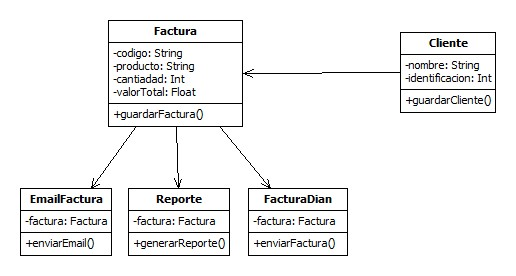 Factura
-codigo: String
-producto: String
-cantiadad: Int
-valorTotal: Float
+guardarFactura()
Cliente
-nombre: String
-identificacion: Int
+guardarCliente()
EmailFactura
-factura: Factura
+enviarEmail()
Reporte
-factura: Factura
+generarReporte()
FacturaDian
-factura: Factura
+enviarFactura()